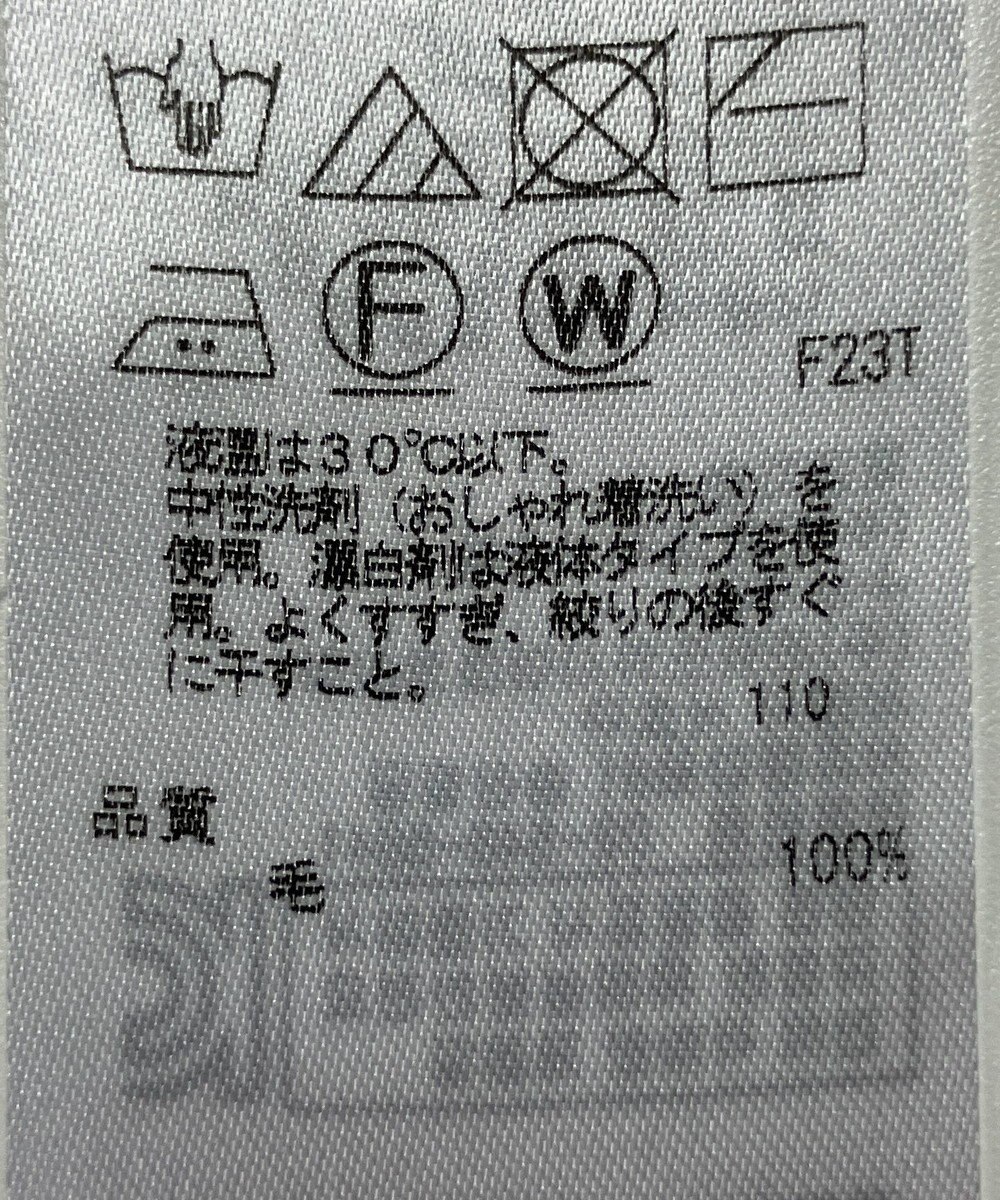 F
W
F23T
液温は30℃以下。
中性洗剤(おしゃれ着洗い)を
使用。漂白剤は液体タイプを使
用。よくすすぎ、絞りの後すぐ
に干すこと。
110
品質
毛 100%